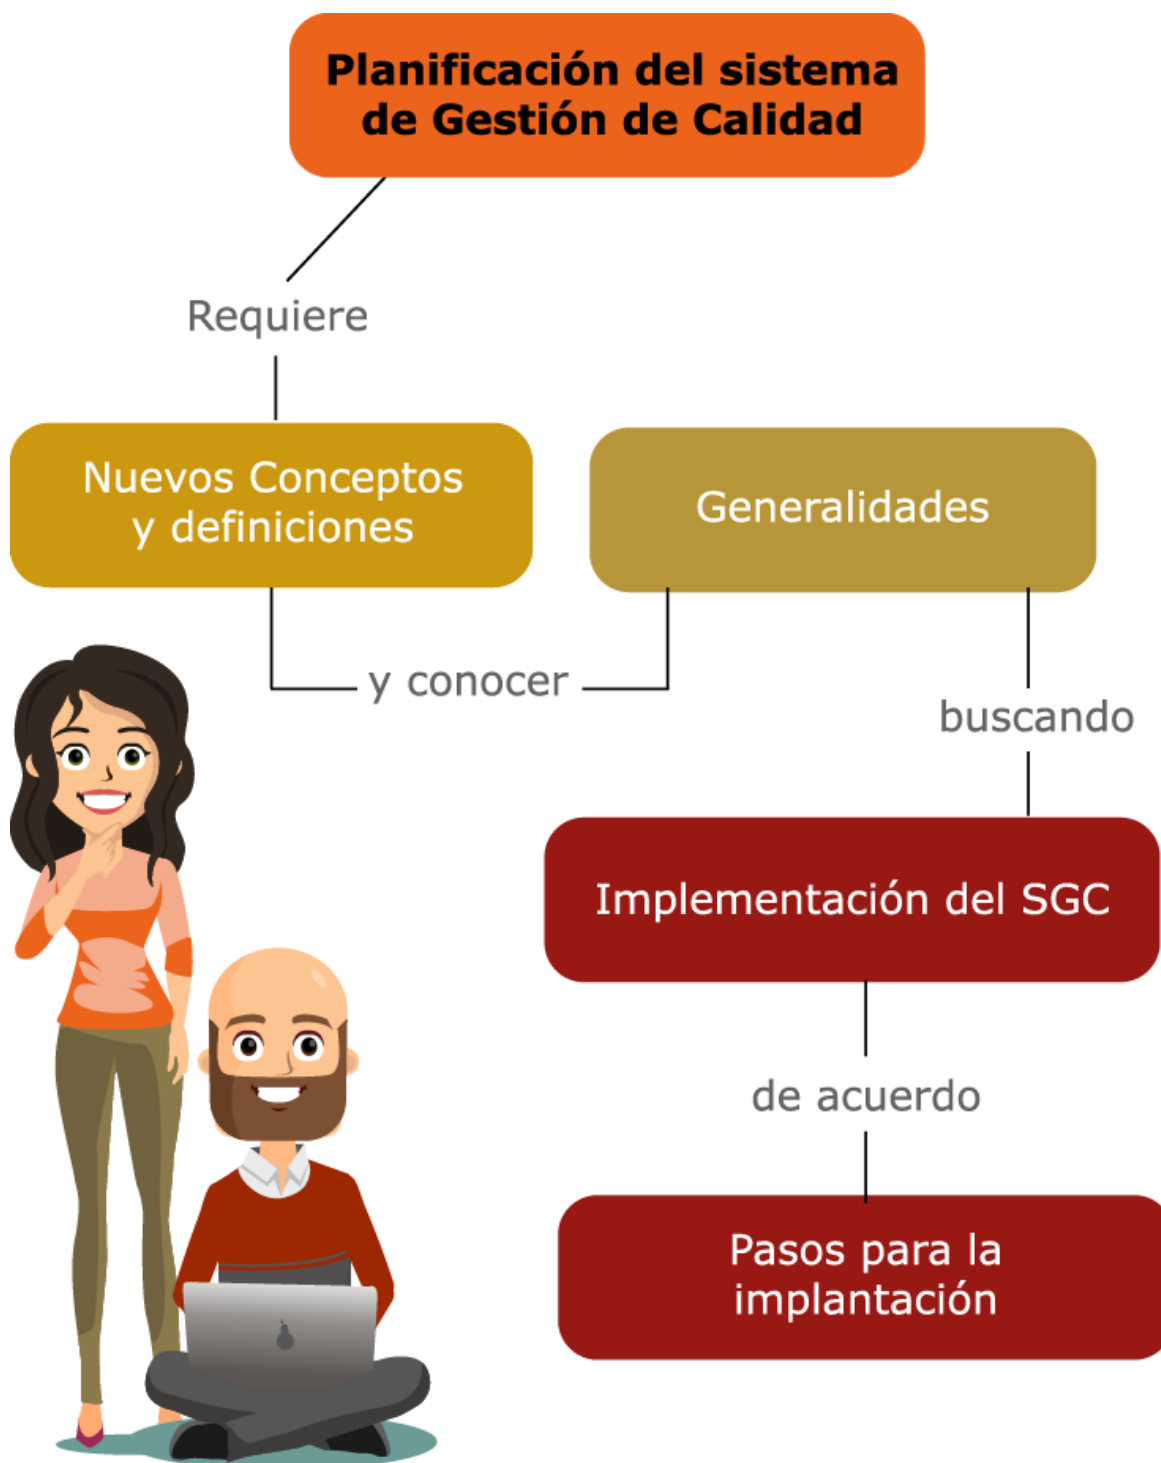 Planificación del sistema
de Gestión de Calidad
Requiere
Nuevos Conceptos
y definiciones
Generalidades
y conocer
buscando
Implementación del SGC
de acuerdo
Pasos para la
implantación